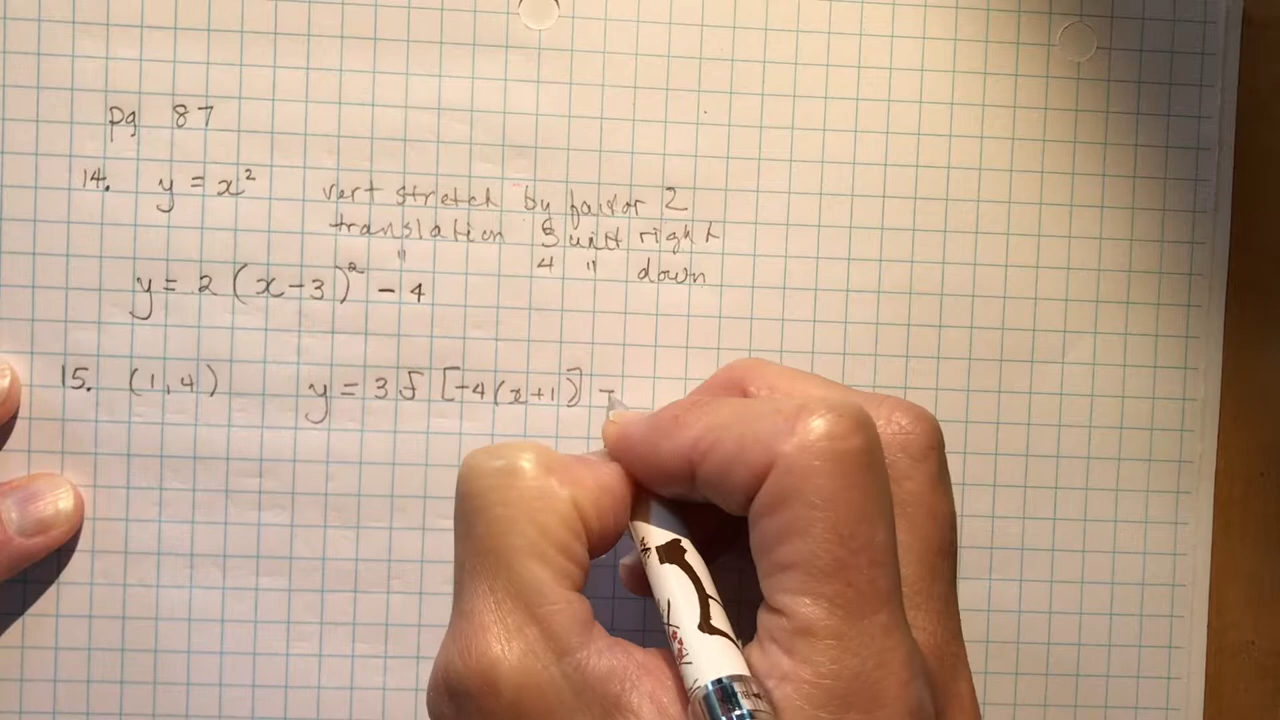 pg 87
14. y = x² vert stretch by factor 2
translation 3 unit right
" 4 " down
y = 2 (x-3)² - 4
15. (1,4) y = 3f [-4(x+1)] -